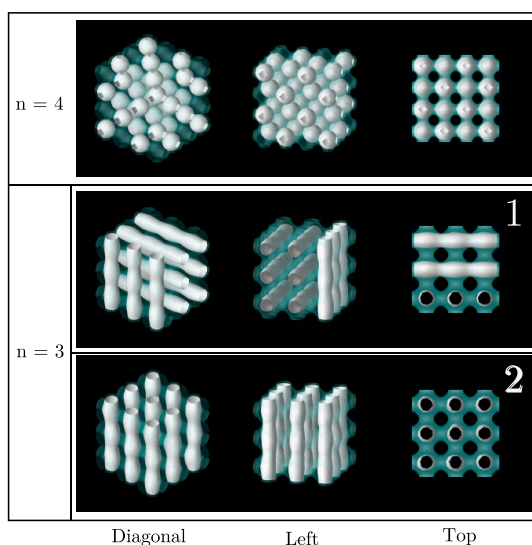 n = 4
1
n = 3
2
Diagonal Left Top